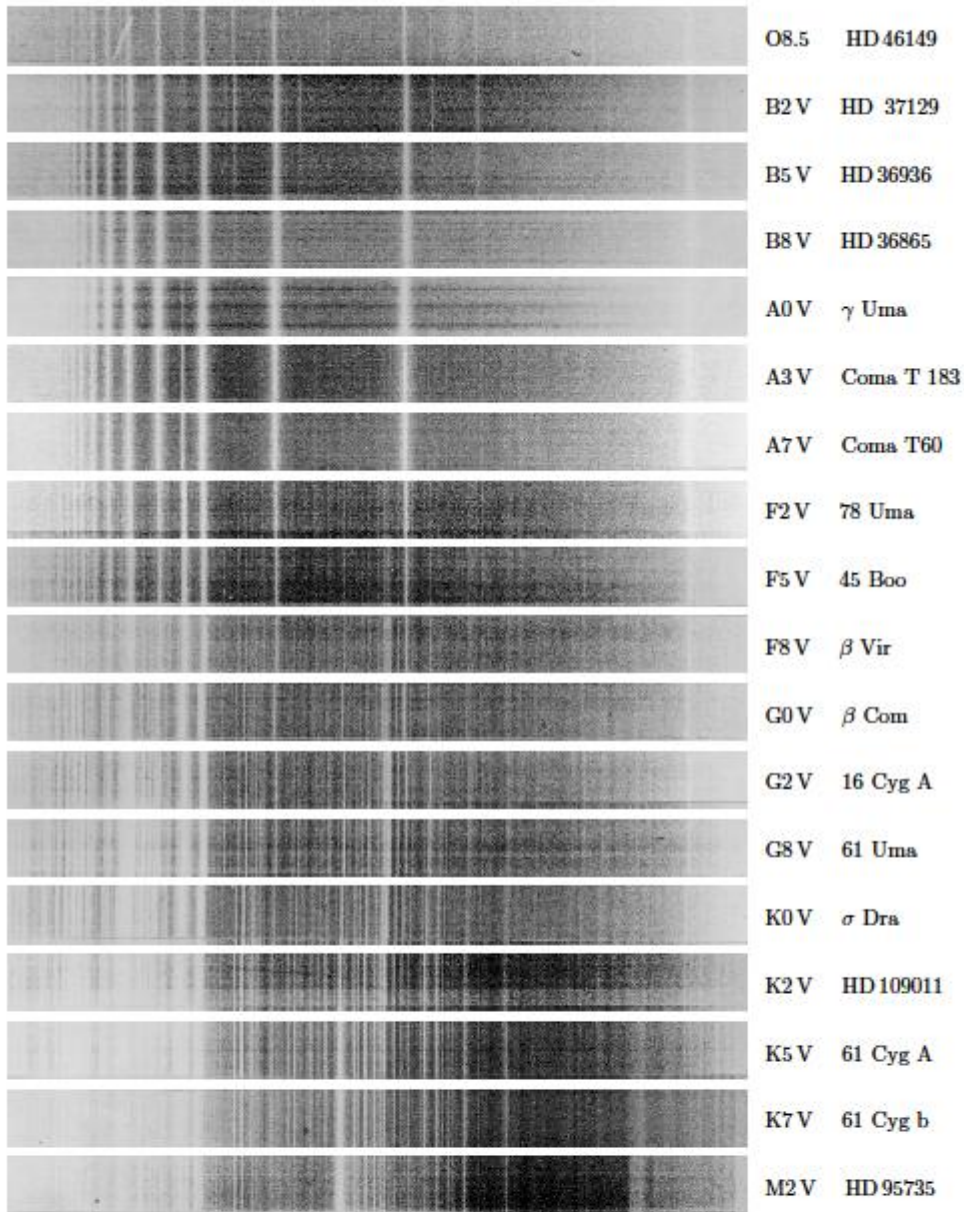 O8.5 HD 46149
B2 V HD 37129
B5 V HD 36936
B8 V HD 36865
A0 V γ Uma
A3 V Coma T 183
A7 V Coma T60
F2 V 78 Uma
F5 V 45 Boo
F8 V β Vir
G0 V β Com
G2 V 16 Cyg A
G8 V 61 Uma
K0 V σ Dra
K2 V HD 109011
K5 V 61 Cyg A
K7 V 61 Cyg b
M2 V HD 95735